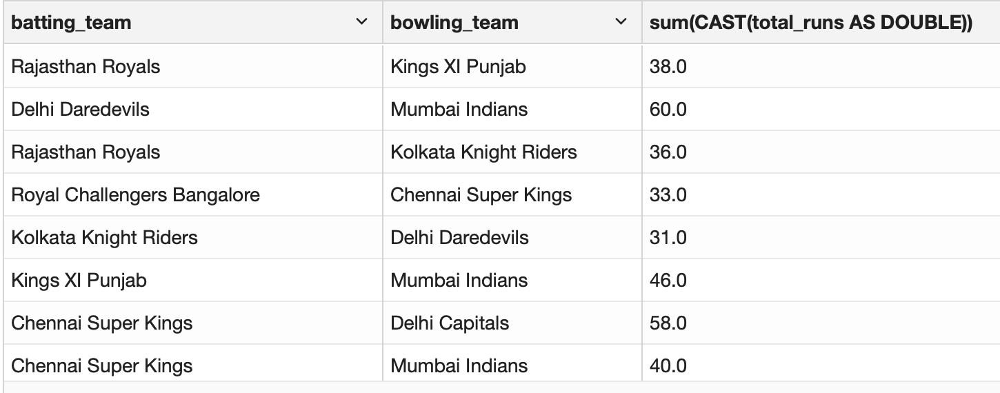 batting_team bowling_team sum(CAST(total_runs AS DOUBLE))
Rajasthan Royals Kings XI Punjab 38.0
Delhi Daredevils Mumbai Indians 60.0
Rajasthan Royals Kolkata Knight Riders 36.0
Royal Challengers Bangalore Chennai Super Kings 33.0
Kolkata Knight Riders Delhi Daredevils 31.0
Kings XI Punjab Mumbai Indians 46.0
Chennai Super Kings Delhi Capitals 58.0
Chennai Super Kings Mumbai Indians 40.0